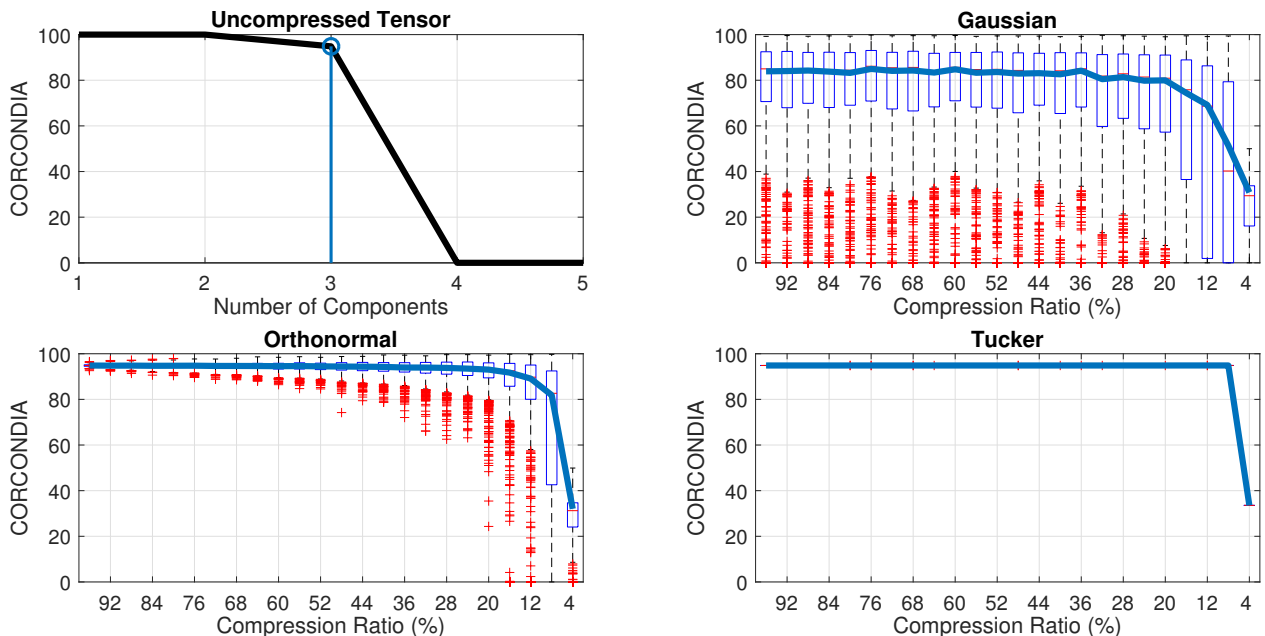 Uncompressed Tensor
100
80
60
40
20
0
CORCONDIA
1 2 3 4 5
Number of Components
Gaussian
100
80
60
40
20
0
CORCONDIA
92 84 76 68 60 52 44 36 28 20 12 4
Compression Ratio (%)
Orthonormal
100
80
60
40
20
0
CORCONDIA
92 84 76 68 60 52 44 36 28 20 12 4
Compression Ratio (%)
Tucker
100
80
60
40
20
0
CORCONDIA
92 84 76 68 60 52 44 36 28 20 12 4
Compression Ratio (%)